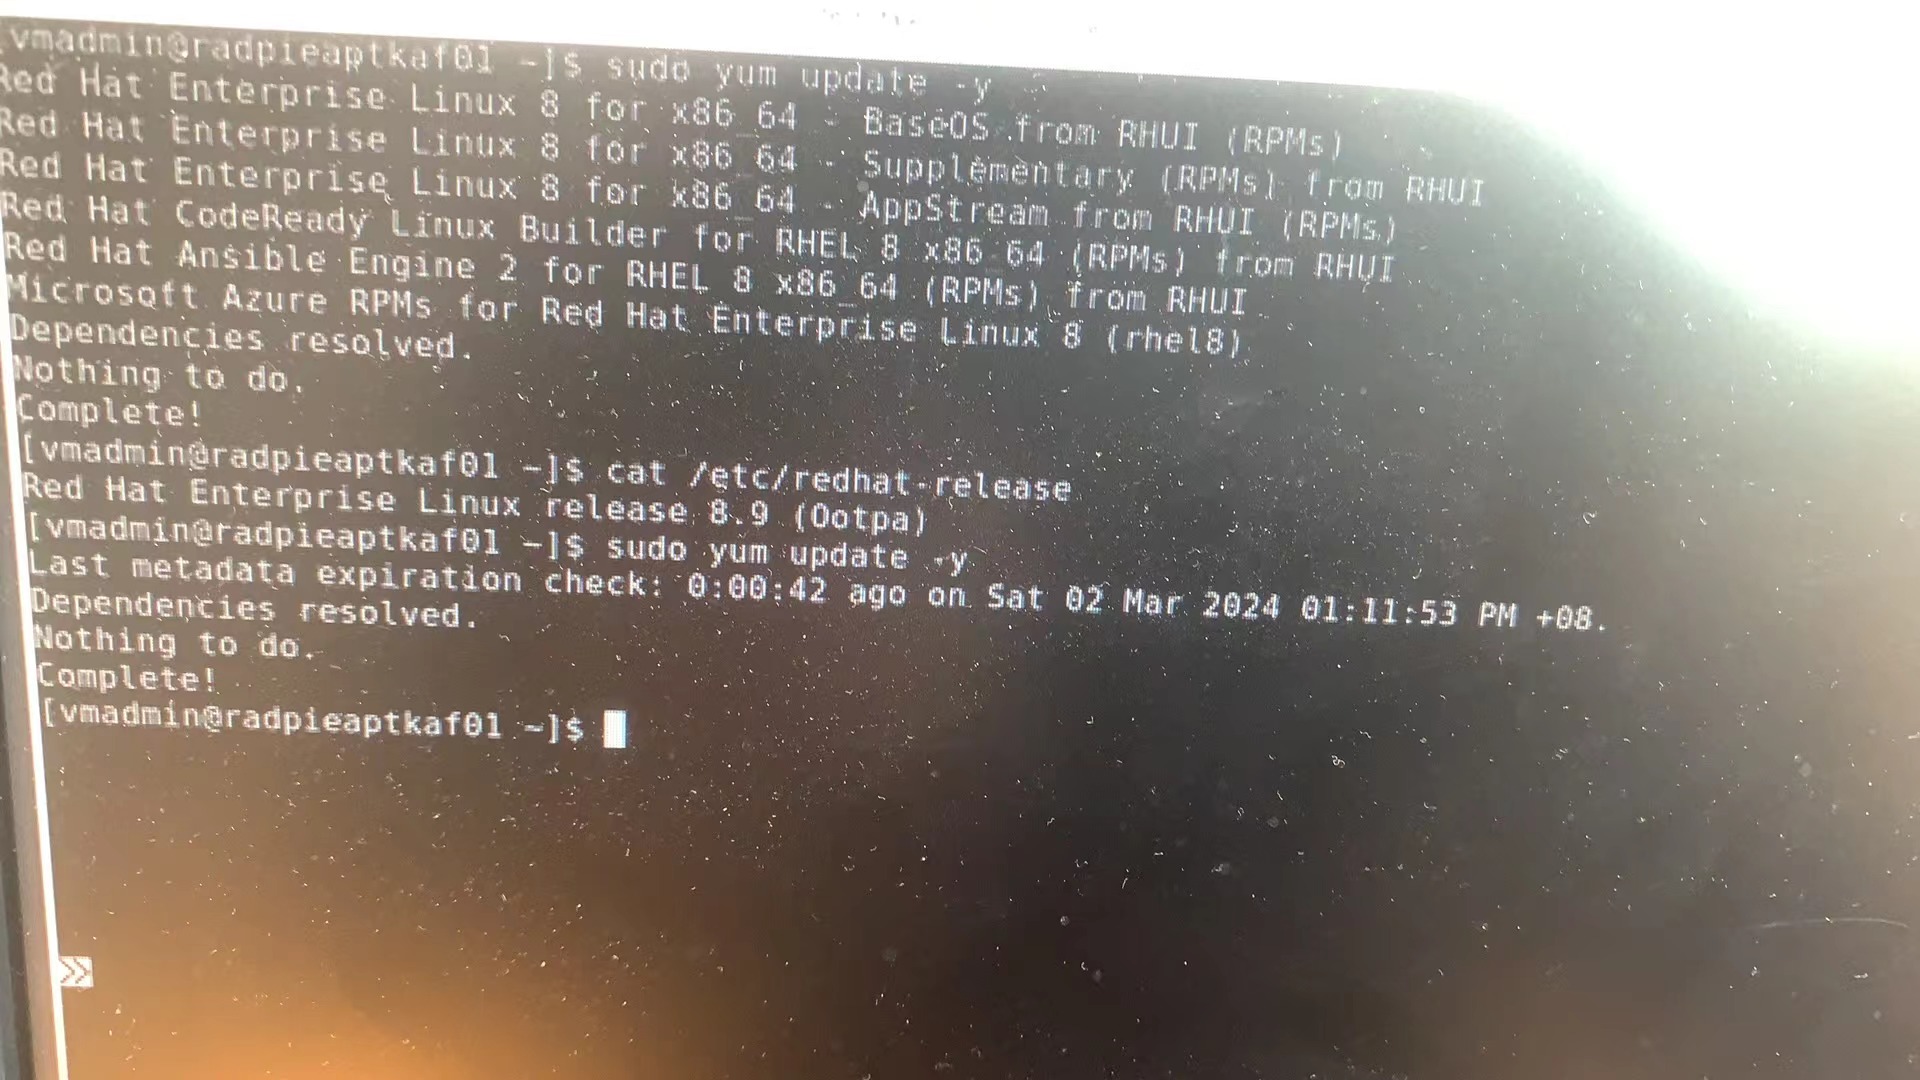 [vmadmin@radpieaptkaf01 ~]$ sudo yum update -y
Red Hat Enterprise Linux 8 for x86_64 - BaseOS from RHUI (RPMs)
Red Hat Enterprise Linux 8 for x86_64 - Supplementary (RPMs) from RHUI
Red Hat Enterprise Linux 8 for x86_64 - AppStream from RHUI (RPMs)
Red Hat CodeReady Linux Builder for RHEL 8 x86_64 (RPMs) from RHUI
Red Hat Ansible Engine 2 for RHEL 8 x86_64 (RPMs) from RHUI
Microsoft Azure RPMs for Red Hat Enterprise Linux 8 (rhel8)
Dependencies resolved.
Nothing to do.
Complete!
[vmadmin@radpieaptkaf01 ~]$ cat /etc/redhat-release
Red Hat Enterprise Linux release 8.9 (Ootpa)
[vmadmin@radpieaptkaf01 ~]$ sudo yum update -y
Last metadata expiration check: 0:00:42 ago on Sat 02 Mar 2024 01:11:53 PM +08.
Dependencies resolved.
Nothing to do.
Complete!
[vmadmin@radpieaptkaf01 ~]$
»